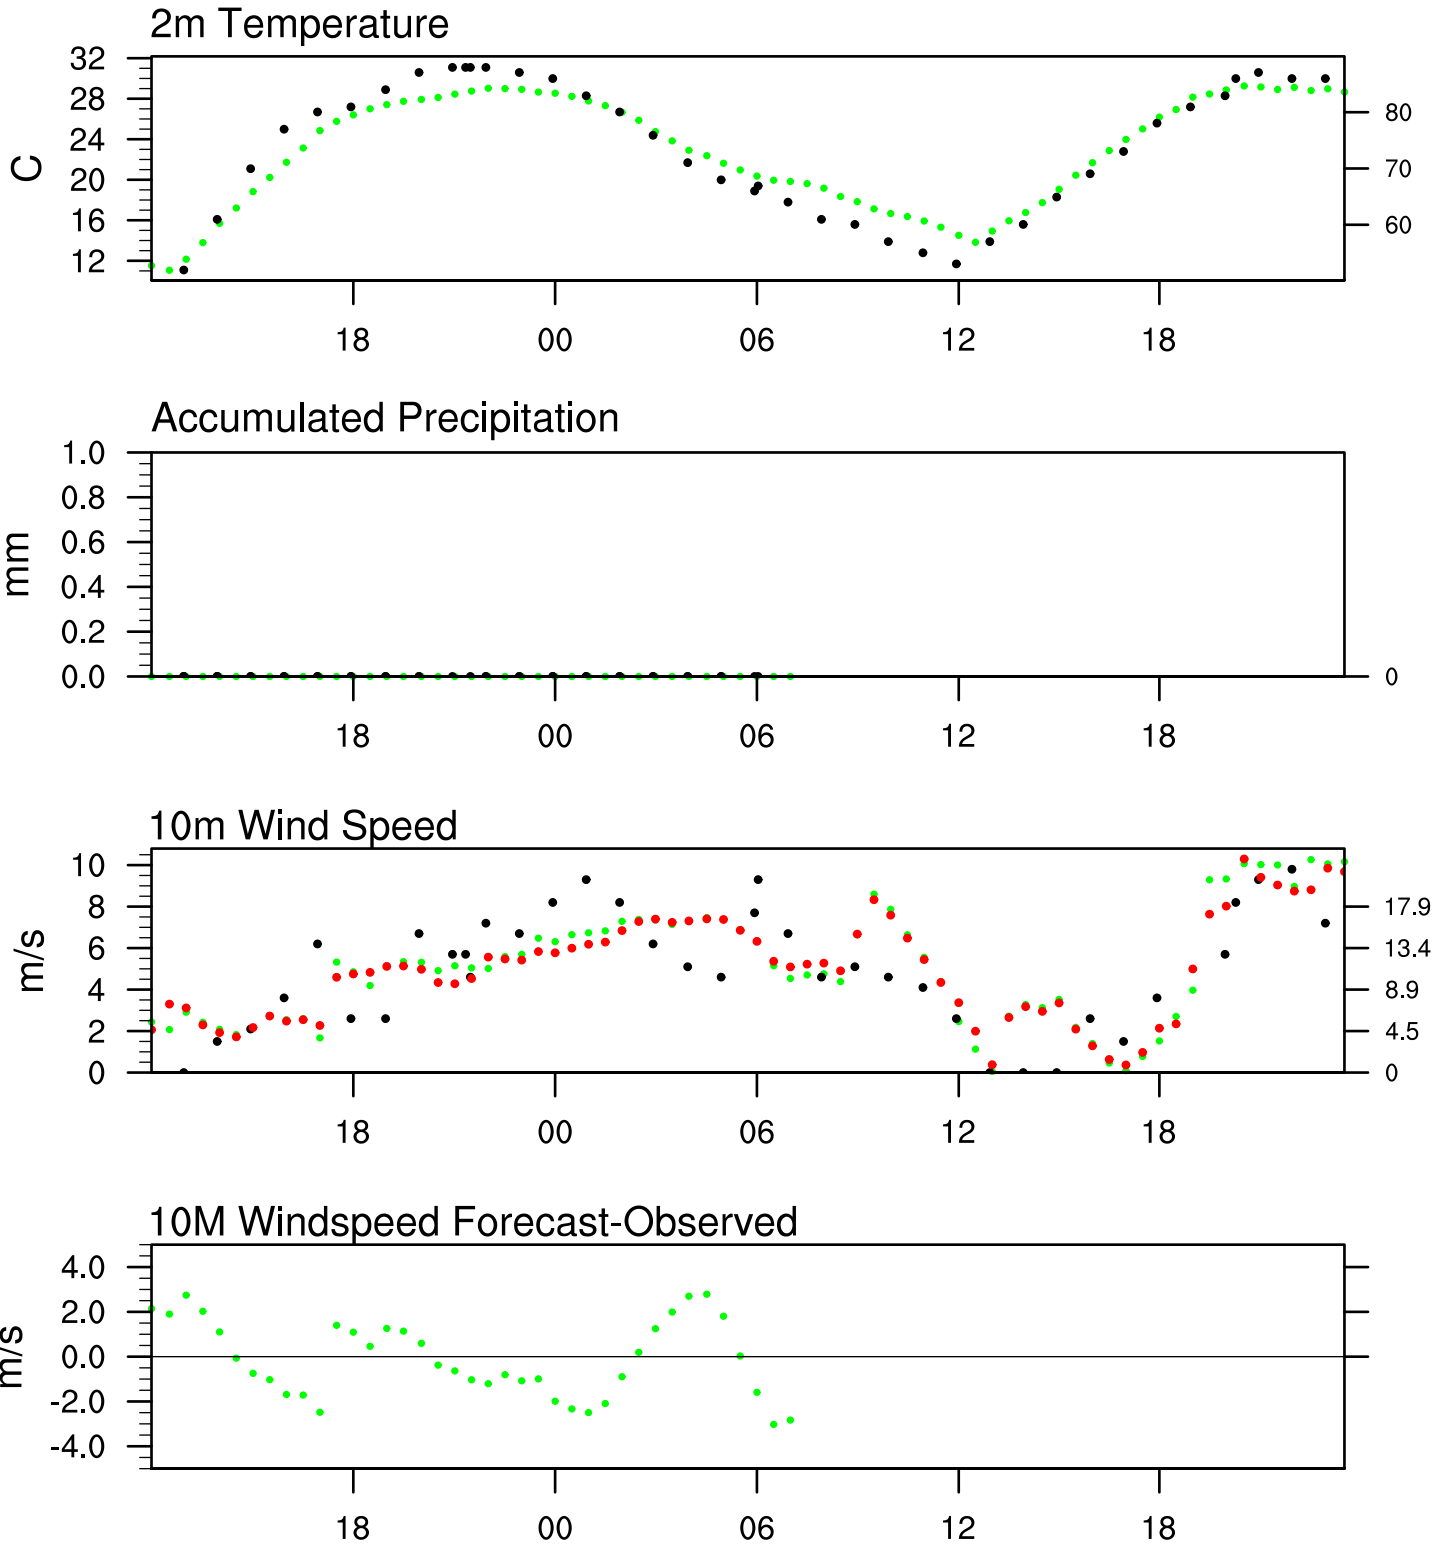 2m Temperature
32
28
24
20
16
12
C
80
70
60
18 00 06 12 18
Accumulated Precipitation
1.0
0.8
0.6
0.4
0.2
0.0
mm
0
18 00 06 12 18
10m Wind Speed
10
8
6
4
2
0
m/s
17.9
13.4
8.9
4.5
0
18 00 06 12 18
10M Windspeed Forecast-Observed
4.0
2.0
0.0
-2.0
-4.0
m/s
18 00 06 12 18